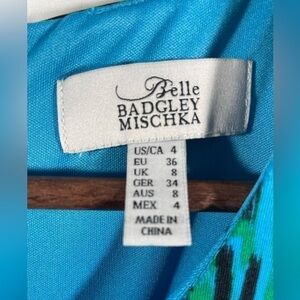 Belle
BADGLEY
MISCHKA
US/CA 4
EU 36
UK 8
GER 34
AUS 8
MEX 4
MADE IN
CHINA